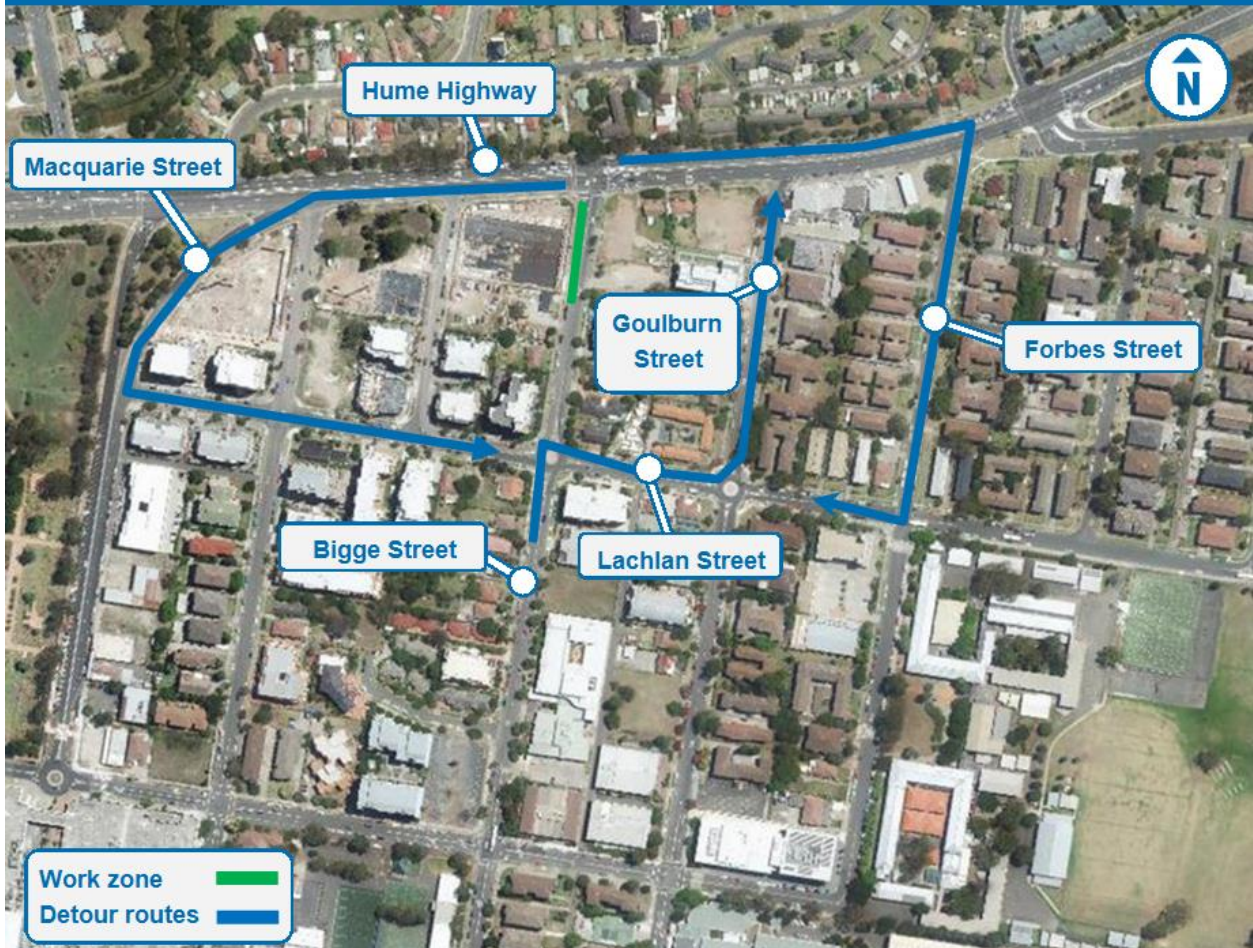 Hume Highway
N
Macquarie Street
Goulburn
Street
Forbes Street
Bigge Street
Lachlan Street
Work zone
Detour routes